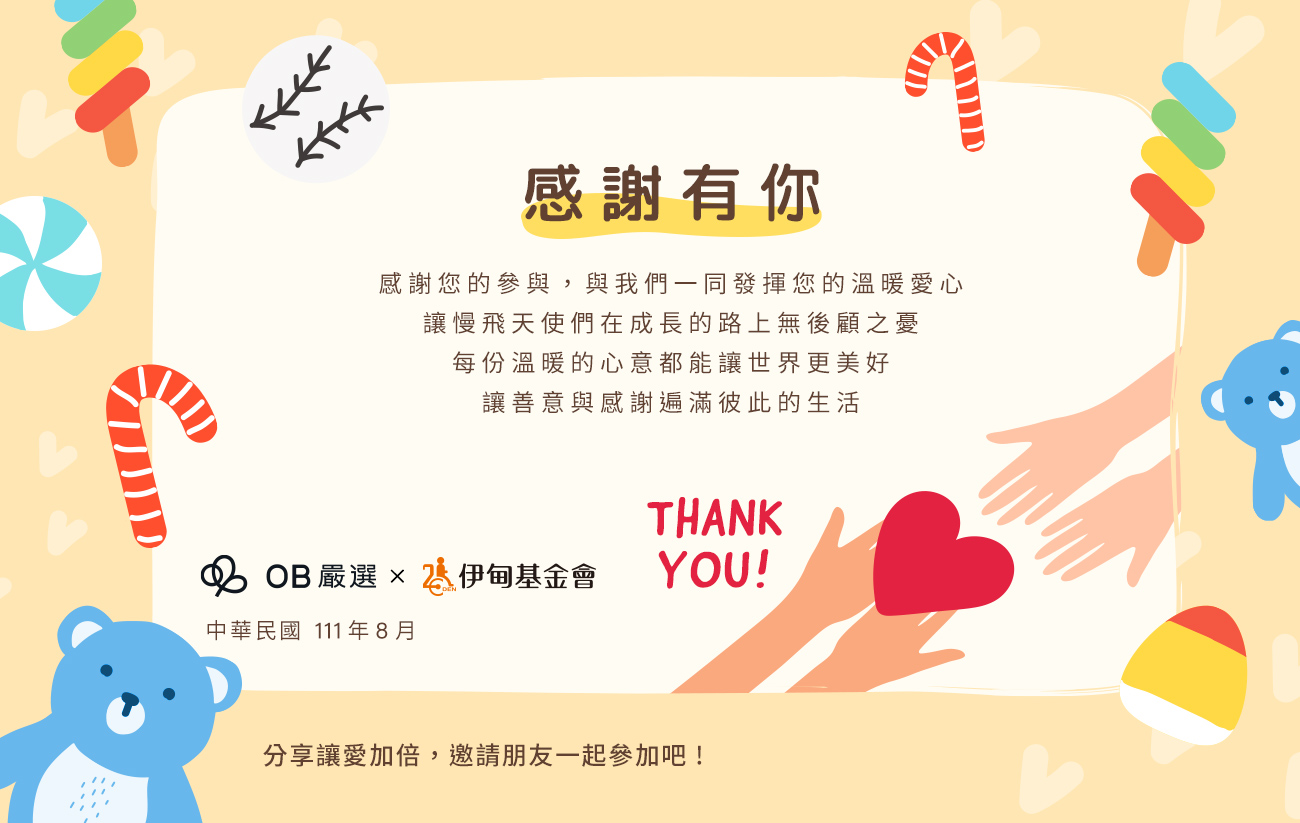 感謝有你
感謝您的參與，與我們一同發揮您的溫暖愛心
讓慢飛天使們在成長的路上無後顧之憂
每份溫暖的心意都能讓世界更美好
讓善意與感謝遍滿彼此的生活
THANK
YOU!
OB 嚴選 × EDEN 伊甸基金會
中華民國 111 年 8 月
分享讓愛加倍，邀請朋友一起參加吧！